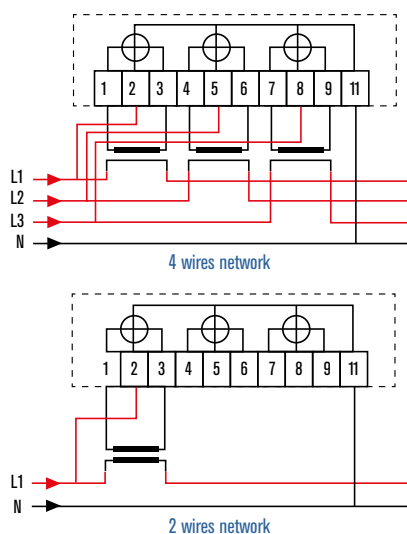 1 2 3 4 5 6 7 8 9 11
L1
L2
L3
N
4 wires network
1 2 3 4 5 6 7 8 9 11
L1
N
2 wires network